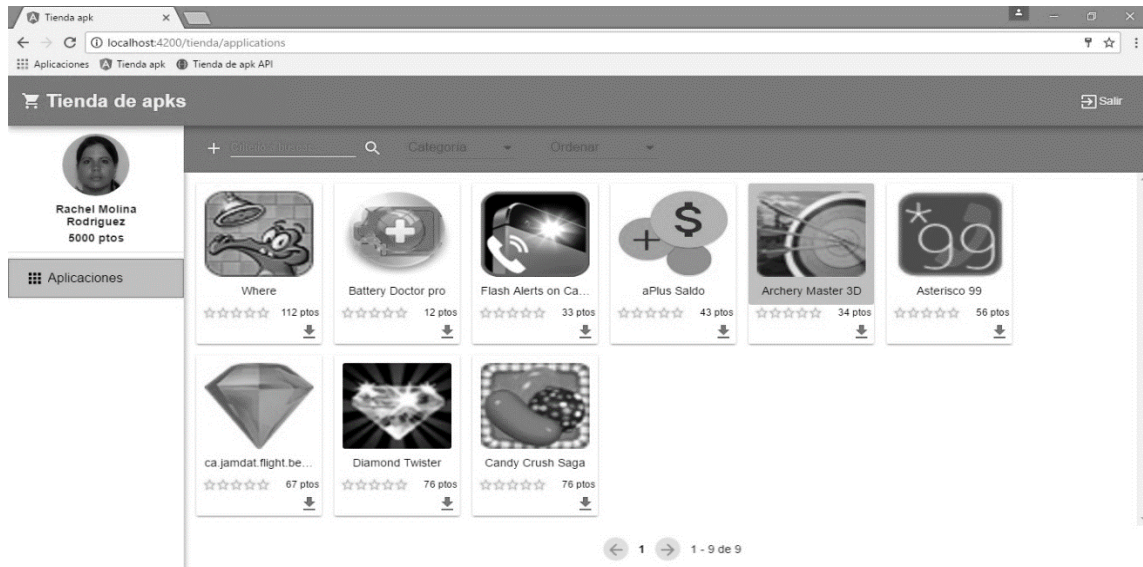 Tienda apk
localhost:4200/tienda/applications
Aplicaciones Tienda apk Tienda de apk API
Tienda de apks
Salir
Rachel Molina
Rodriguez
5000 ptos
Aplicaciones
Categoría Ordenar
Where
112 ptos
Battery Doctor pro
12 ptos
Flash Alerts on Ca...
33 ptos
$
aPlus Saldo
43 ptos
Archery Master 3D
34 ptos
*99
Asterisco 99
56 ptos
ca.jamdat.flight.be...
67 ptos
Diamond Twister
76 ptos
Candy Crush Saga
76 ptos
1 1 - 9 de 9